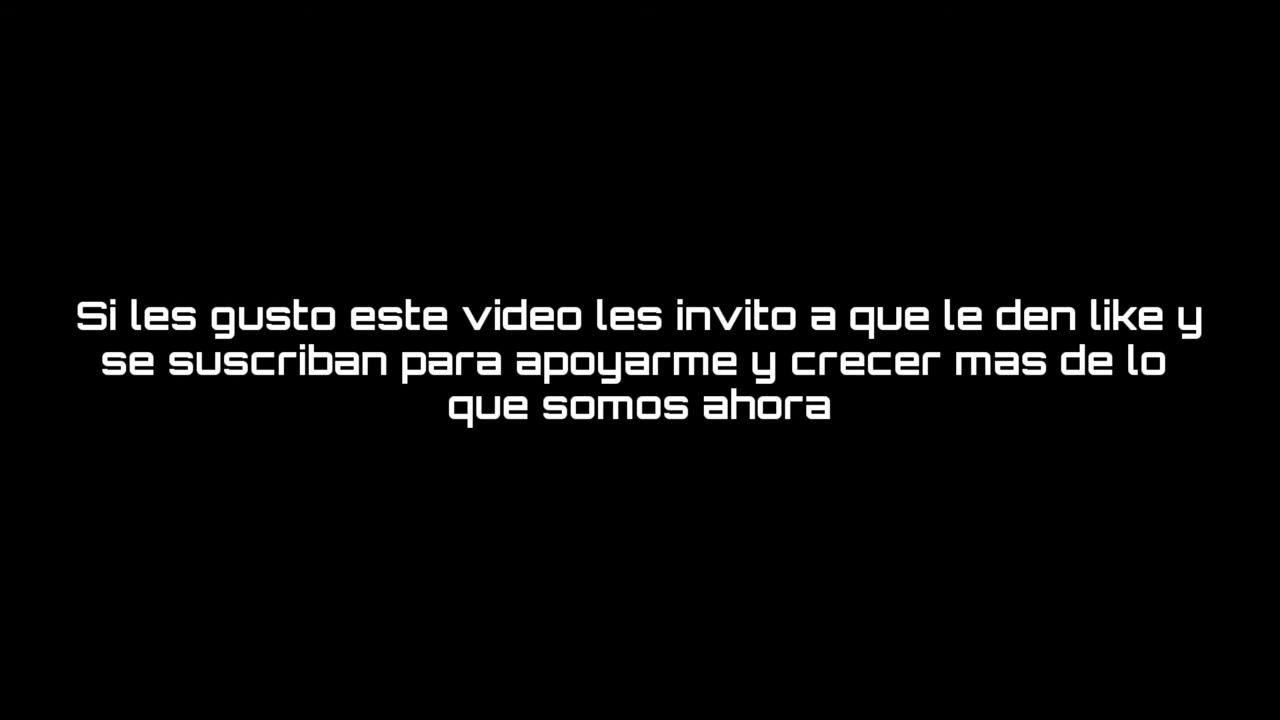 Si les gusto este video les invito a que le den like y
se suscriban para apoyarme y crecer mas de lo
que somos ahora